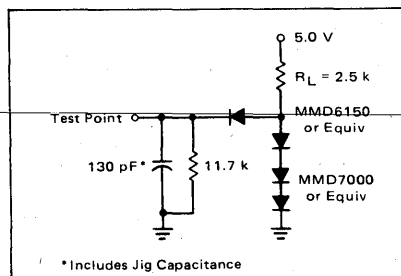 5.0 V
RL = 2.5 k
Test Point
MMD6150
or Equiv
130 pF*
11.7 k
MMD7000
or Equiv
*Includes Jig Capacitance